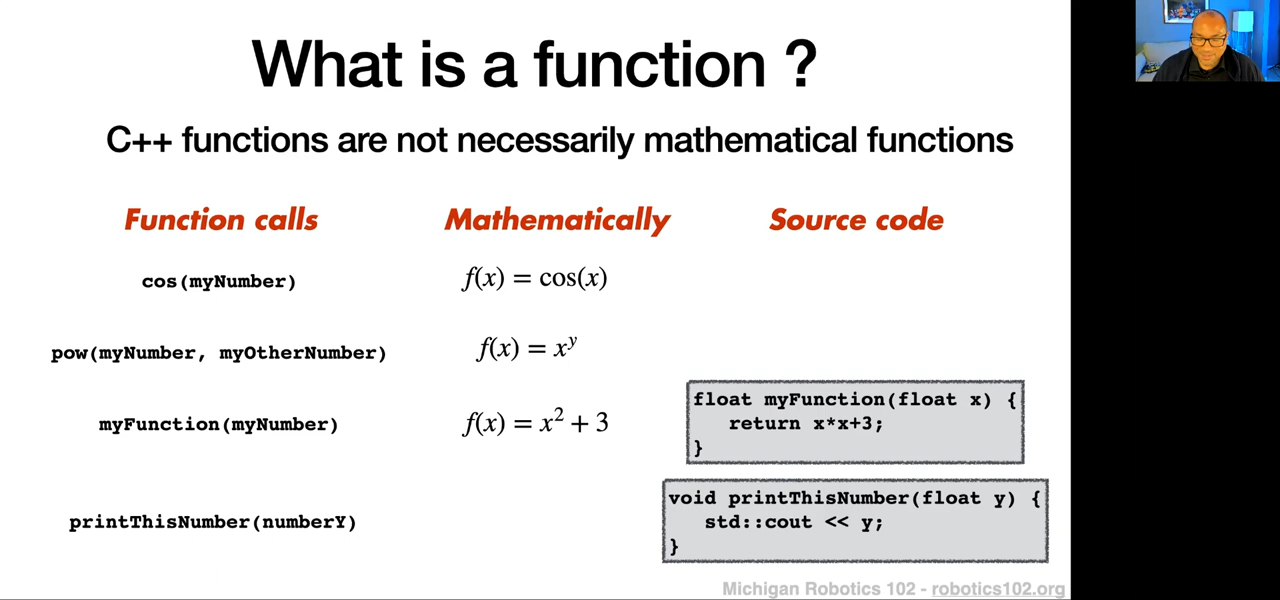 What is a function ?
C++ functions are not necessarily mathematical functions
Function calls Mathematically Source code
cos(myNumber) f(x) = cos(x)
pow(myNumber, myOtherNumber) f(x) = x^y
myFunction(myNumber) f(x) = x² + 3
float myFunction(float x) {
return x*x+3;
}
printThisNumber(numberY)
void printThisNumber(float y) {
std::cout << y;
}
Michigan Robotics 102 - robotics102.org